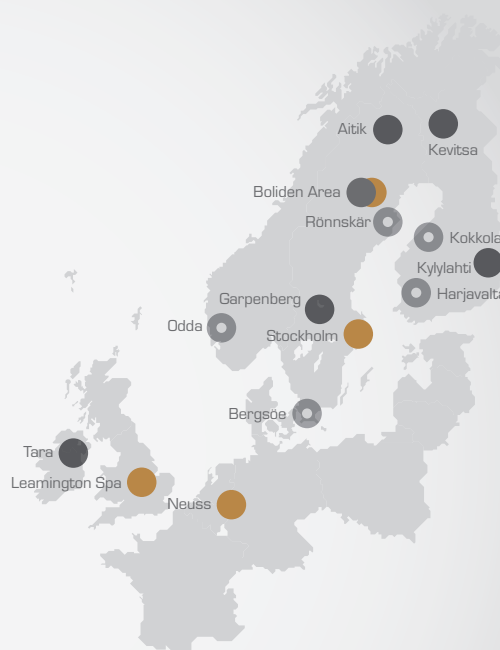 Aitik
Kevitsa
Boliden Area
Rönnskär
Kokkola
Kylylahti
Harjavalta
Garpenberg
Odda
Stockholm
Bergsöe
Tara
Leamington Spa
Neuss